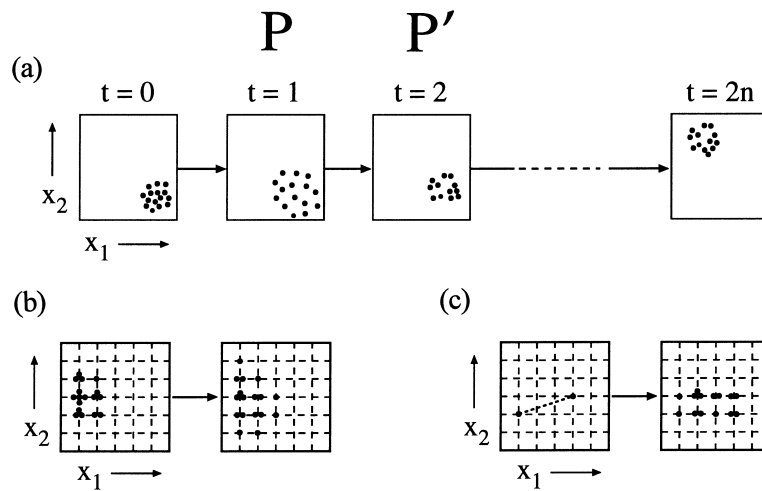 P P′
(a)
t = 0 t = 1 t = 2 t = 2n
x2
x1
(b) (c)
x2 x2
x1 x1